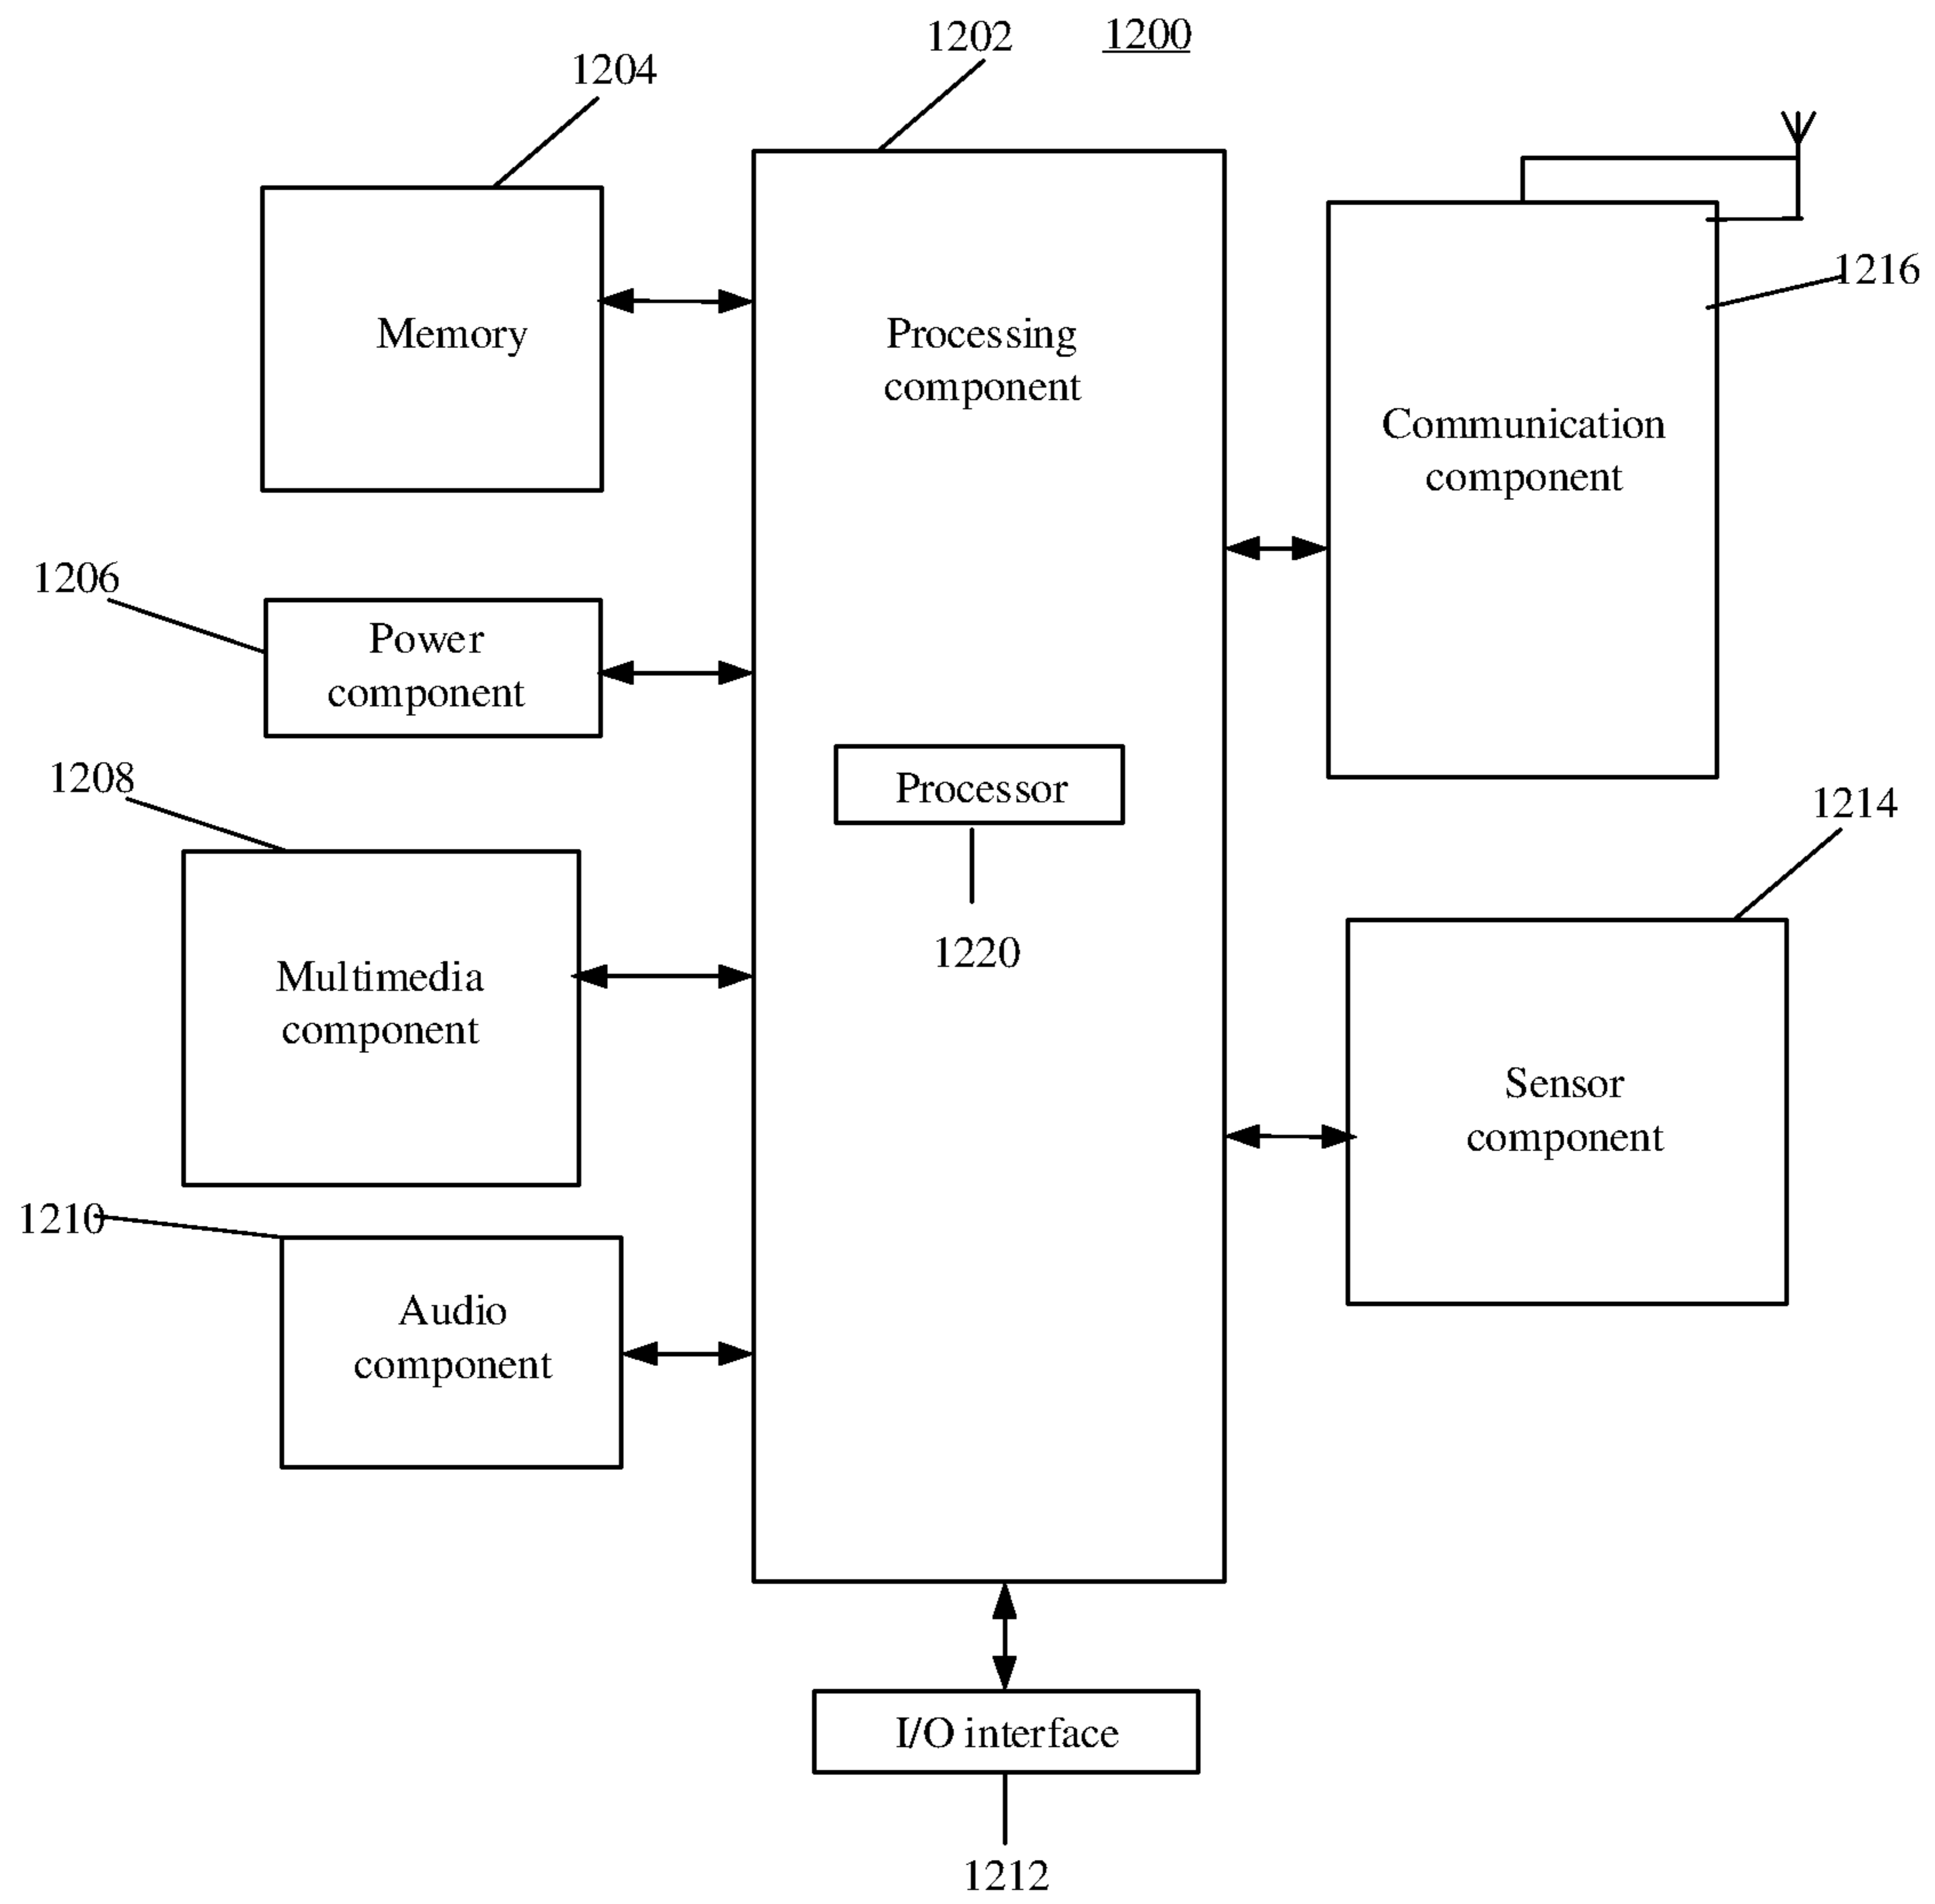 1202
1200
1204
1216
Memory
Processing
component
Communication
component
1206
Power
component
1208
Processor
1214
1220
Multimedia
component
Sensor
component
1210
Audio
component
I/O interface
1212